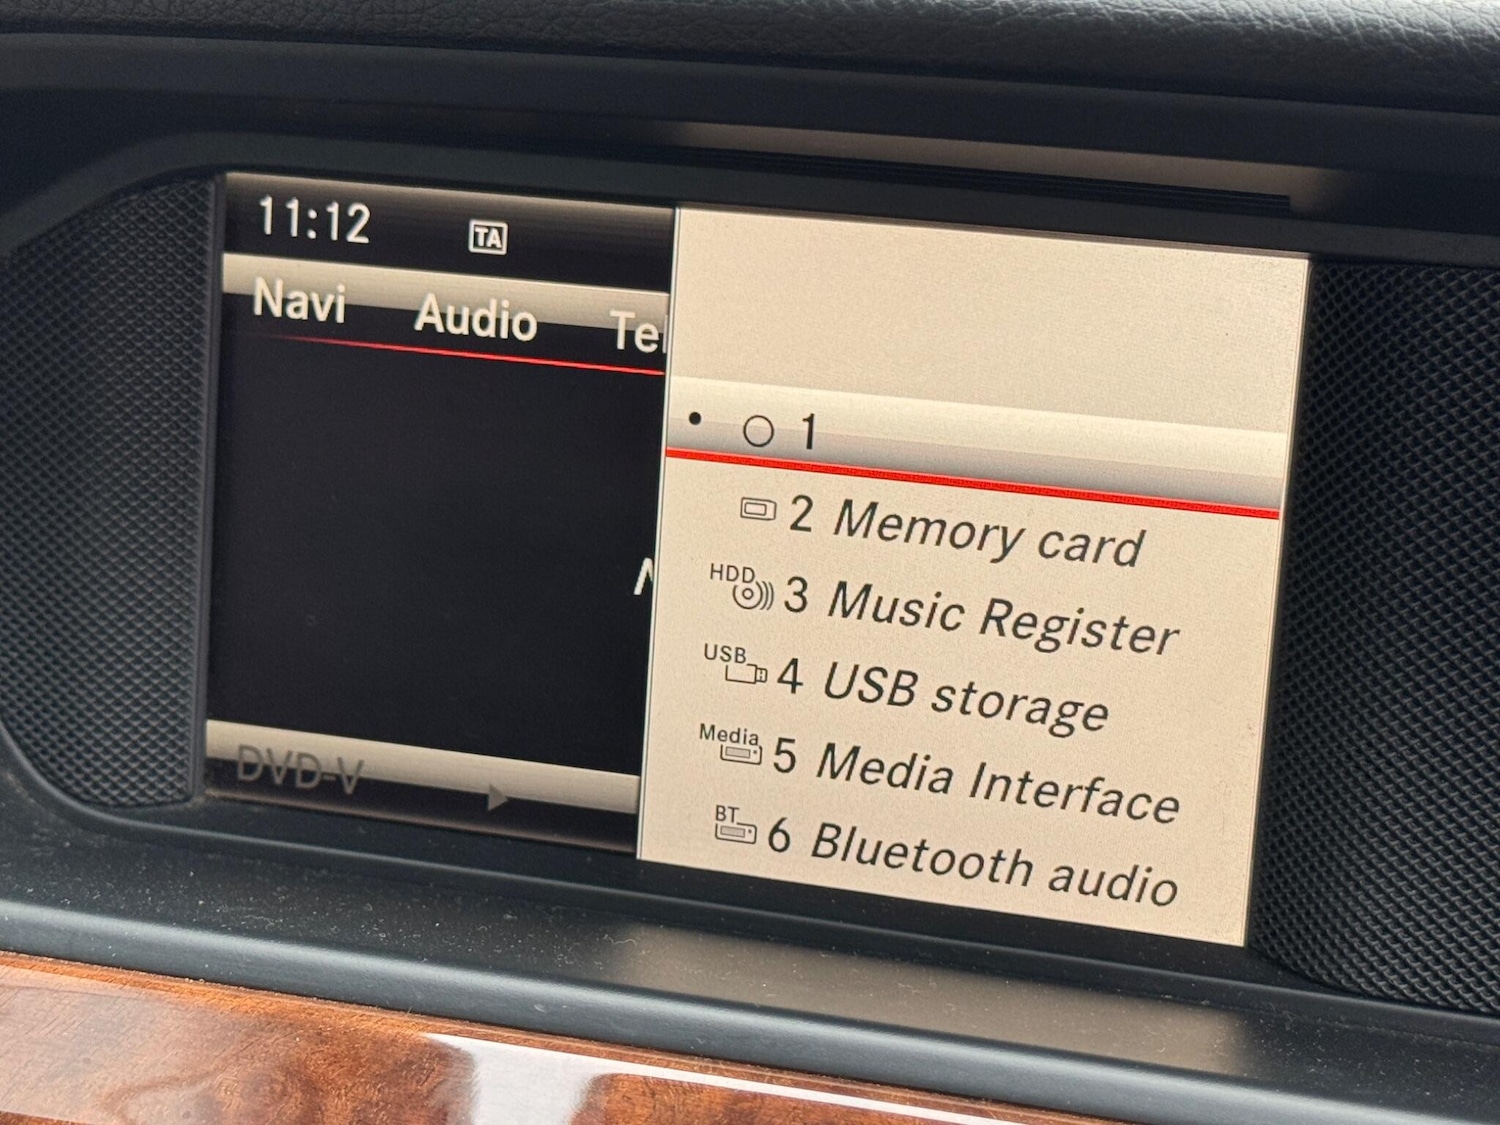 11:12 TA
Navi Audio Tel
1
2 Memory card
HDD 3 Music Register
USB 4 USB storage
Media 5 Media Interface
BT 6 Bluetooth audio
DVD-V